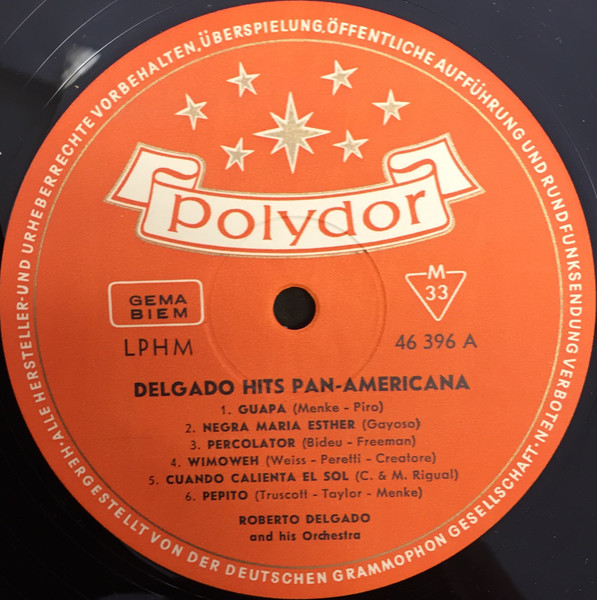 ·ALLE HERSTELLER- UND URHEBERRECHTE VORBEHALTEN, ÜBERSPIELUNG, ÖFFENTLICHE AUFFÜHRUNG UND RUNDFUNKSENDUNG VERBOTEN·
polydor
GEMA
BIEM
M
33
LPHM
46 396 A
DELGADO HITS PAN-AMERICANA
1. GUAPA (Menke - Piro)
2. NEGRA MARIA ESTHER (Gayoso)
3. PERCOLATOR (Bideu - Freeman)
4. WIMOWEH (Weiss - Peretti - Creatore)
5. CUANDO CALIENTA EL SOL (C. & M. Rigual)
6. PEPITO (Truscott - Taylor - Menke)
ROBERTO DELGADO
and his Orchestra
HERGESTELLT VON DER DEUTSCHEN GRAMMOPHON GESELLSCHAFT·